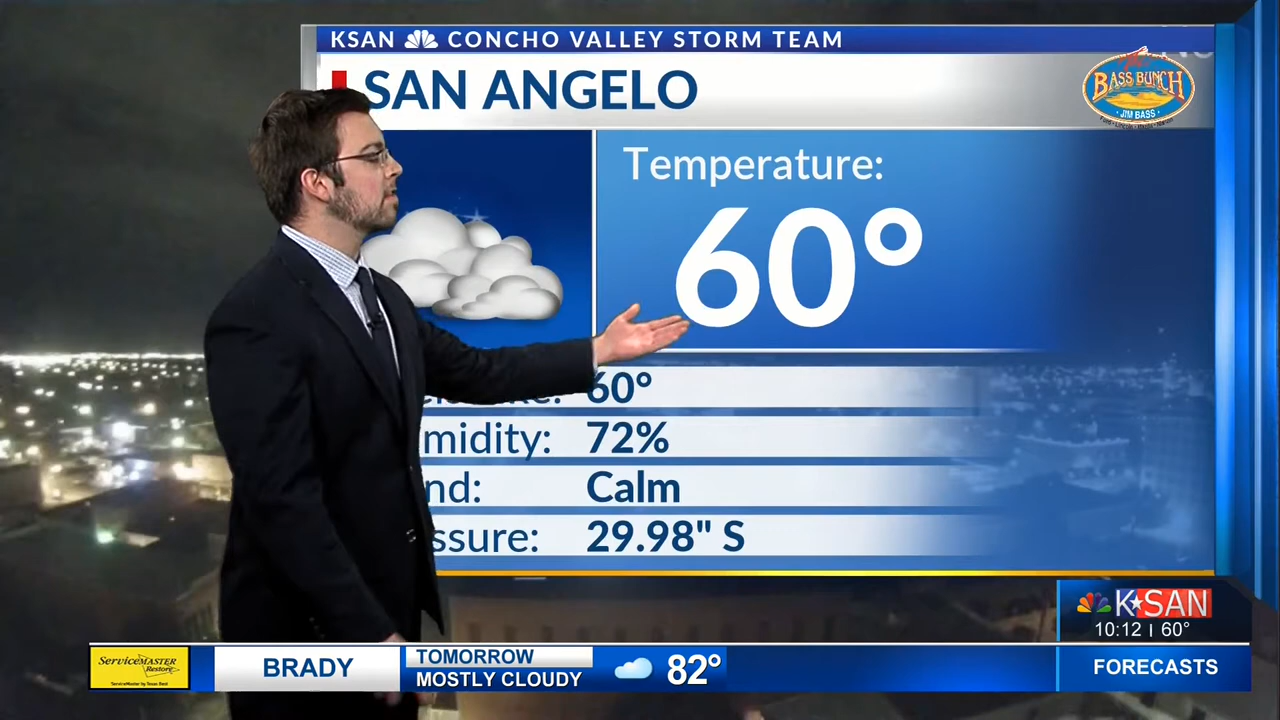 KSAN CONCHO VALLEY STORM TEAM
SAN ANGELO
BASS BUNCH
JIM BASS
Temperature:
60°
60°
midity: 72%
nd: Calm
ssure: 29.98" S
KSAN
10:12 | 60°
SERVICEMASTER
Restore
BRADY
TOMORROW
MOSTLY CLOUDY
82°
FORECASTS